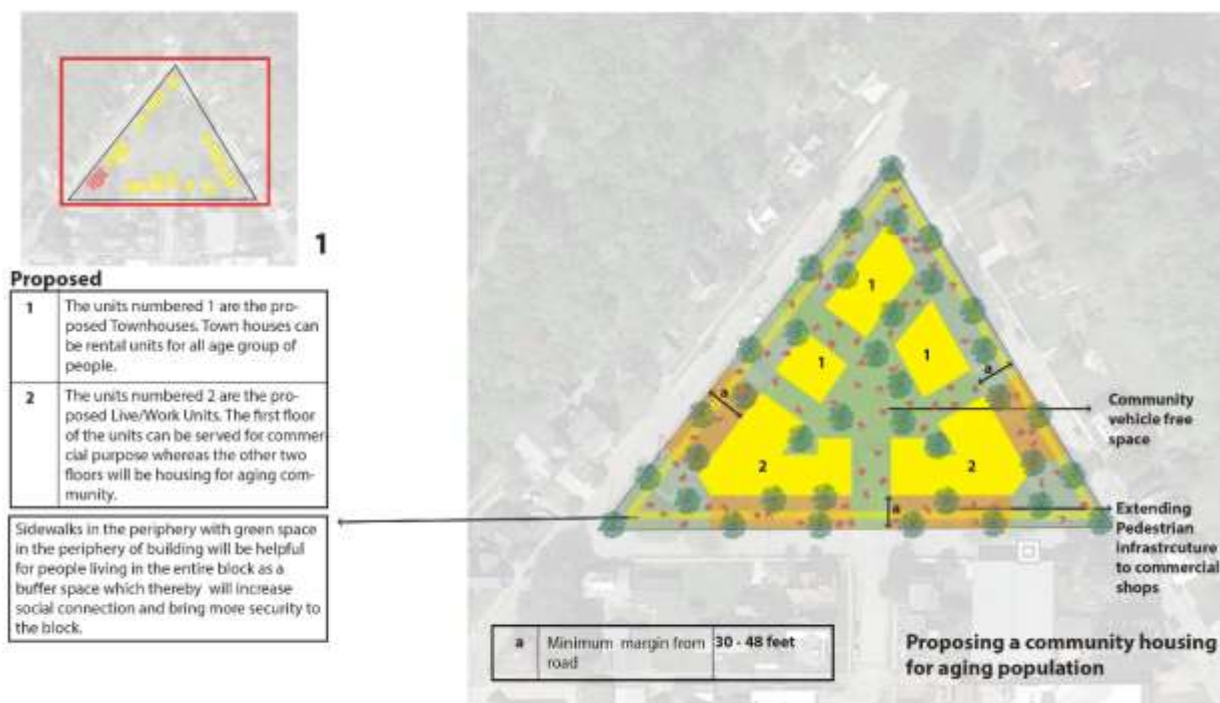 1
Proposed
1
The units numbered 1 are the pro-
posed Townhouses. Town houses can
be rental units for all age group of
people.
2
The units numbered 2 are the pro-
posed Live/Work Units. The first floor
of the units can be served for commer
cial purpose whereas the other two
floors will be housing for aging com-
munity.
Sidewalks in the periphery with green space
in the periphery of building will be helpful
for people living in the entire block as a
buffer space which thereby will increase
social connection and bring more security to
the block.
1
1
1
a
a
2
2
a
Community
vehicle free
space
Extending
Pedestrian
infrastrcuture
to commercial
shops
a Minimum margin from 30 - 48 feet
road
Proposing a community housing
for aging population